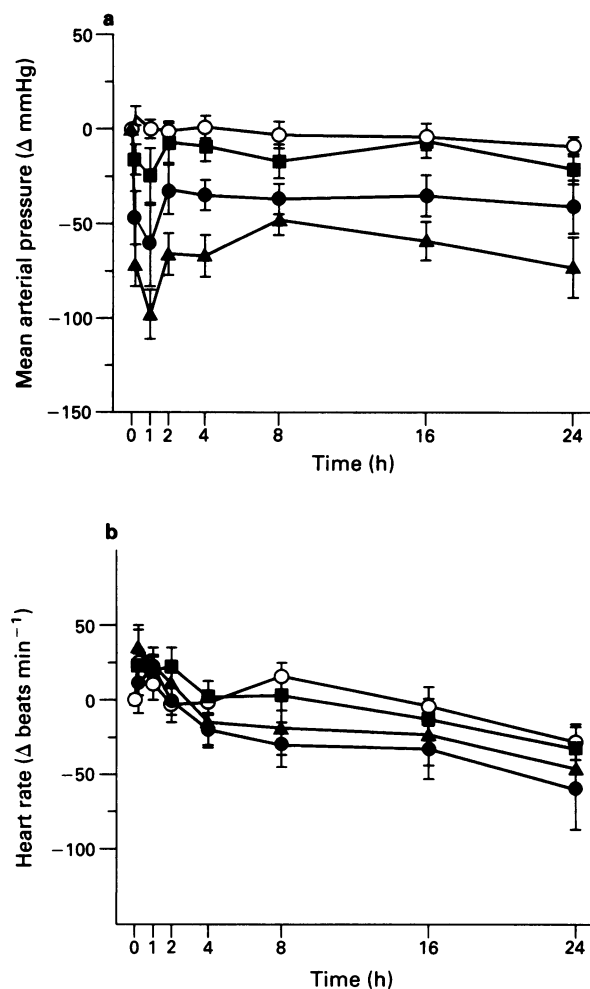 a
50
0
−50
−100
−150
Mean arterial pressure (Δ mmHg)
0 1 2 4 8 16 24
Time (h)
b
50
0
−50
−100
Heart rate (Δ beats min⁻¹)
0 1 2 4 8 16 24
Time (h)